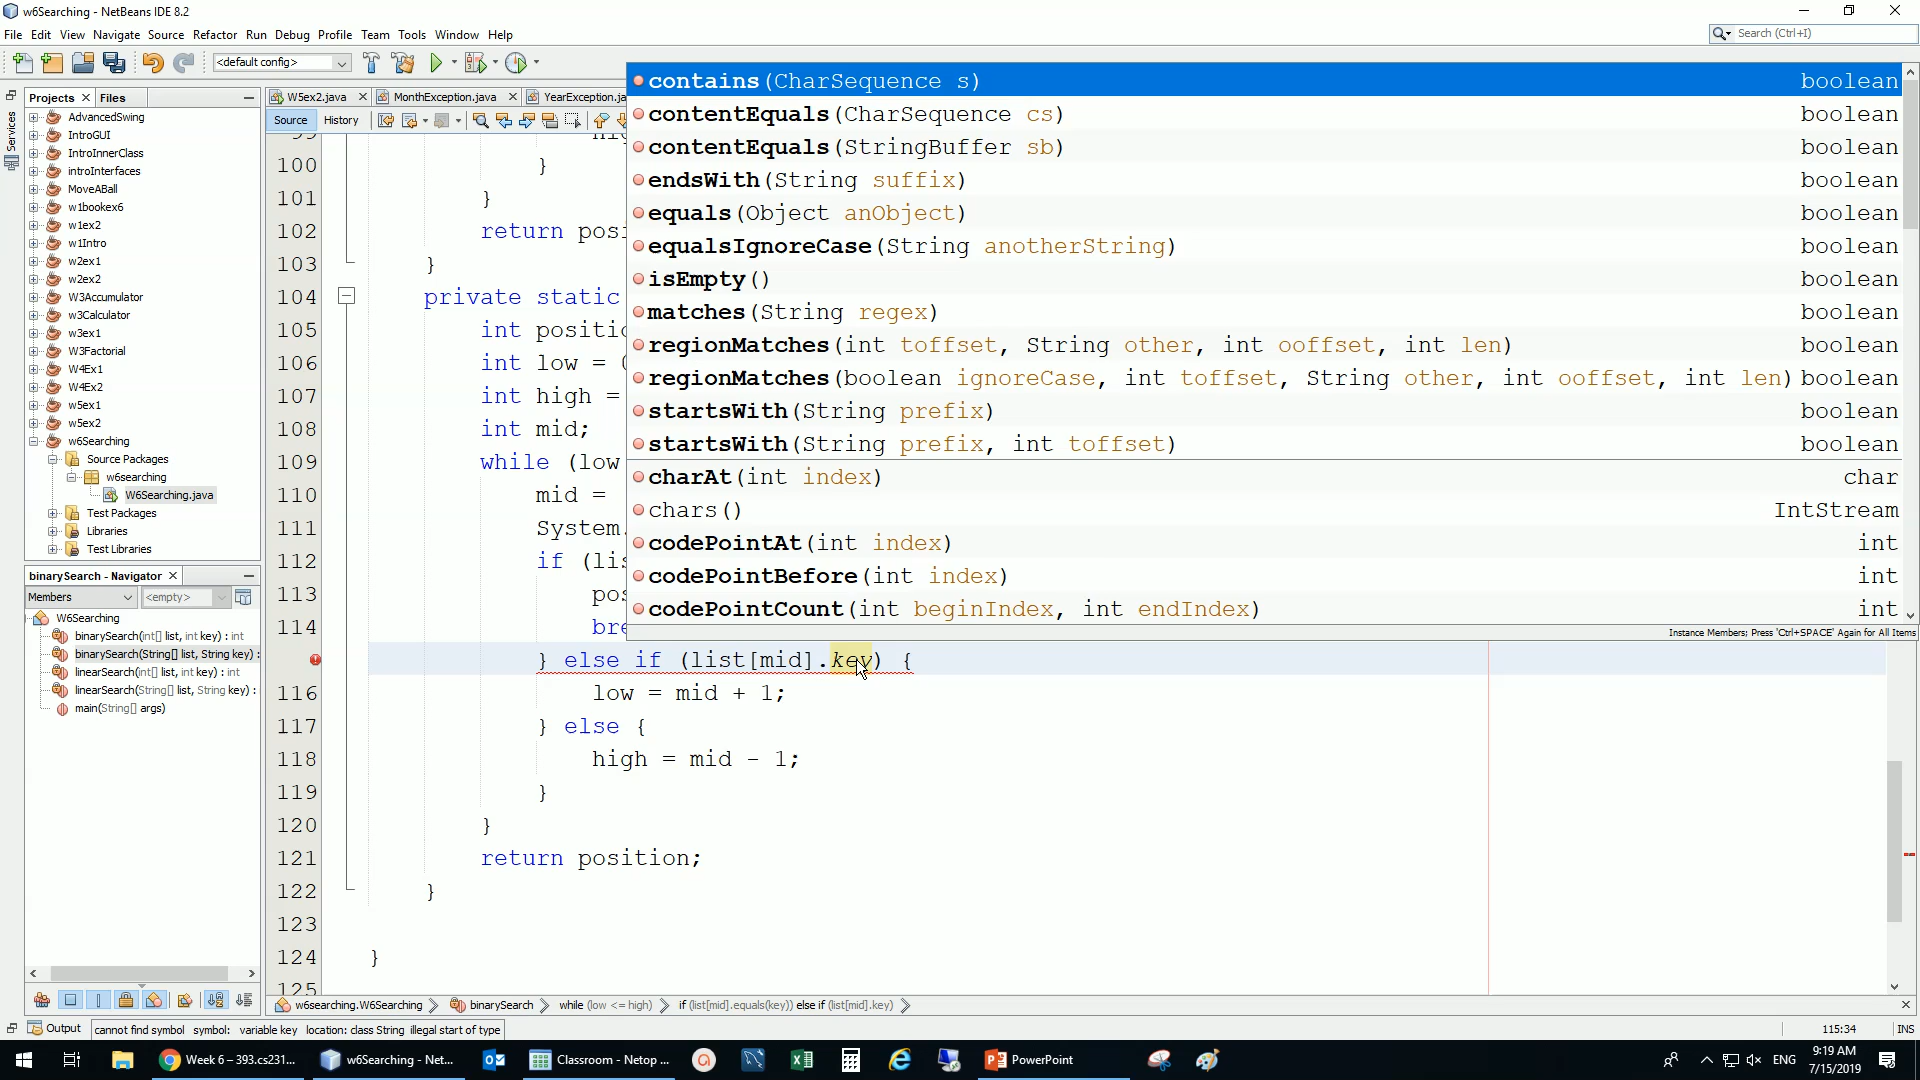 w6Searching - NetBeans IDE 8.2
File Edit View Navigate Source Refactor Run Debug Profile Team Tools Window Help
Search (Ctrl+I)
<default config>
Services
Projects Files
AdvancedSwing
IntroGUI
IntroInnerClass
introInterfaces
MoveABall
w1bookex6
w1ex2
w1Intro
w2ex1
w2ex2
W3Accumulator
w3Calculator
w3ex1
W3Factorial
W4Ex1
W4Ex2
w5ex1
w5ex2
w6Searching
Source Packages
w6searching
W6Searching.java
Test Packages
Libraries
Test Libraries
binarySearch - Navigator
Members <empty>
W6Searching
binarySearch(int[] list, int key) : int
binarySearch(String[] list, String key) :
linearSearch(int[] list, int key) : int
linearSearch(String[] list, String key) :
main(String[] args)
W5ex2.java MonthException.java YearException.ja
Source History
99
100 }
101 }
102 return posi
103 }
104 private static
105 int positio
106 int low = 0
107 int high =
108 int mid;
109 while (low
110 mid =
111 System.
112 if (lis
113 pos
114 bre
} else if (list[mid].key) {
116 low = mid + 1;
117 } else {
118 high = mid - 1;
119 }
120 }
121 return position;
122 }
123
124 }
125
contains(CharSequence s) boolean
contentEquals(CharSequence cs) boolean
contentEquals(StringBuffer sb) boolean
endsWith(String suffix) boolean
equals(Object anObject) boolean
equalsIgnoreCase(String anotherString) boolean
isEmpty() boolean
matches(String regex) boolean
regionMatches(int toffset, String other, int ooffset, int len) boolean
regionMatches(boolean ignoreCase, int toffset, String other, int ooffset, int len) boolean
startsWith(String prefix) boolean
startsWith(String prefix, int toffset) boolean
charAt(int index) char
chars() IntStream
codePointAt(int index) int
codePointBefore(int index) int
codePointCount(int beginIndex, int endIndex) int
Instance Members; Press 'Ctrl+SPACE' Again for All Items
w6searching.W6Searching binarySearch while (low <= high) if (list[mid].equals(key)) else if (list[mid].key)
Output cannot find symbol symbol: variable key location: class String illegal start of type
115:34 INS
Week 6 – 393.cs231... w6Searching - Net... Classroom - Netop ... PowerPoint
ENG 9:19 AM
7/15/2019